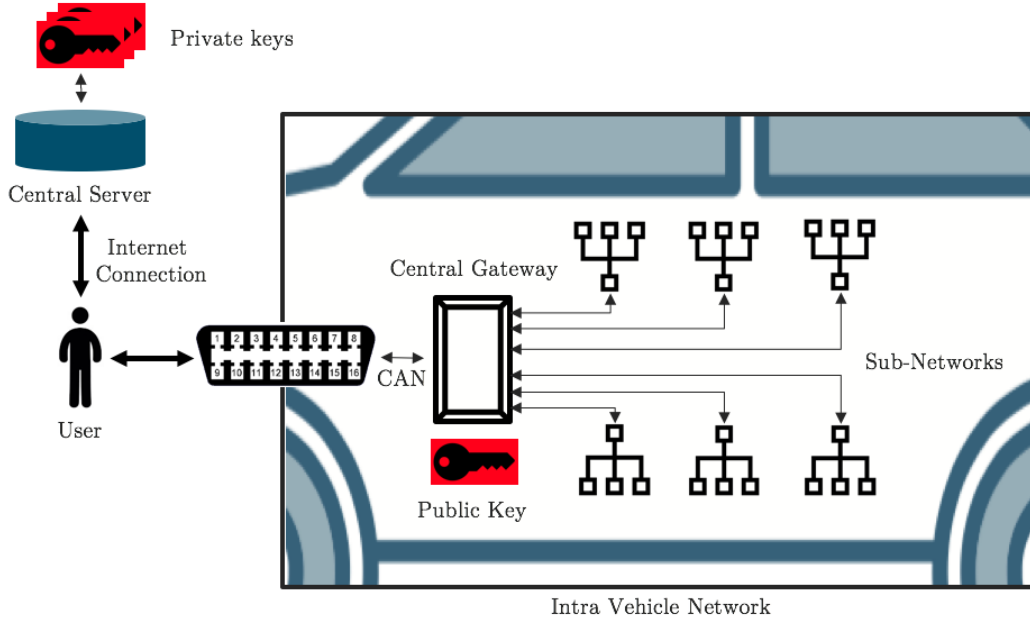 Private keys
Central Server
Internet
Connection
Central Gateway
1 2 3 4 5 6 7 8
9 10 11 12 13 14 15 16
CAN
Sub-Networks
User
Public Key
Intra Vehicle Network